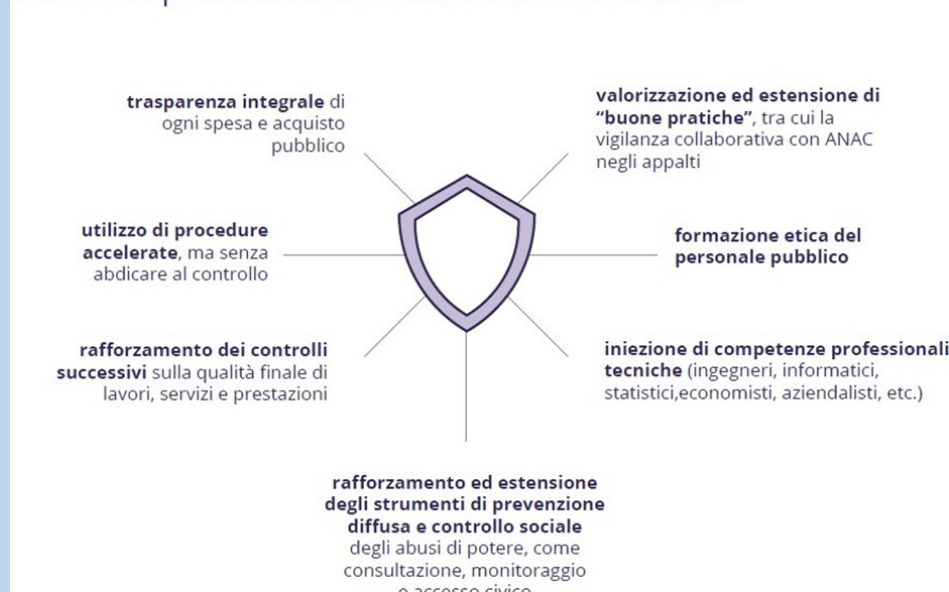 trasparenza integrale di
ogni spesa e acquisto
pubblico
valorizzazione ed estensione di
“buone pratiche”, tra cui la
vigilanza collaborativa con ANAC
negli appalti
utilizzo di procedure
accelerate, ma senza
abdicare al controllo
formazione etica del
personale pubblico
rafforzamento dei controlli
successivi sulla qualità finale di
lavori, servizi e prestazioni
iniezione di competenze professionali
tecniche (ingegneri, informatici,
statistici,economisti, aziendalisti, etc.)
rafforzamento ed estensione
degli strumenti di prevenzione
diffusa e controllo sociale
degli abusi di potere, come
consultazione, monitoraggio
e accesso civico